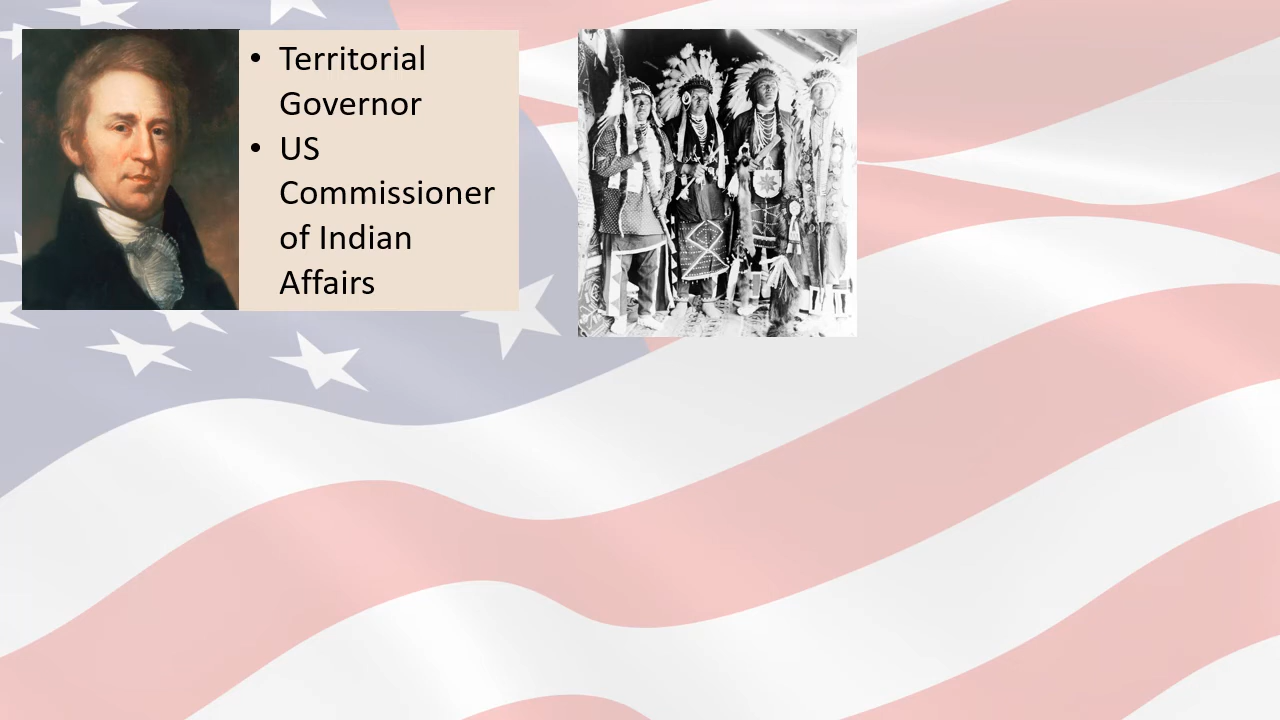 • Territorial
Governor
• US
Commissioner
of Indian
Affairs